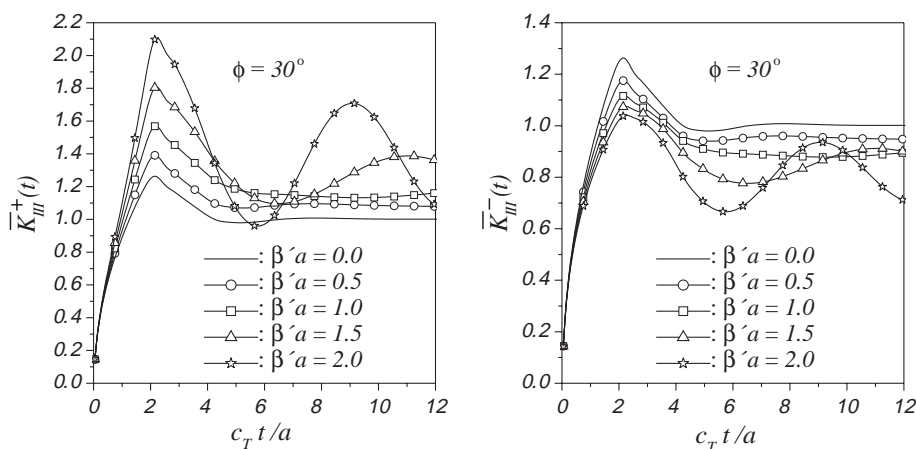 2.2
2.0
1.8
1.6
1.4
1.2
1.0
0.8
0.6
0.4
0.2
0.0
K̅_III^+(t)
ϕ = 30°
: β´a = 0.0
: β´a = 0.5
: β´a = 1.0
: β´a = 1.5
: β´a = 2.0
0 2 4 6 8 10 12
c_T t/a
1.4
1.2
1.0
0.8
0.6
0.4
0.2
0.0
K̅_III^-(t)
ϕ = 30°
: β´a = 0.0
: β´a = 0.5
: β´a = 1.0
: β´a = 1.5
: β´a = 2.0
0 2 4 6 8 10 12
c_T t/a